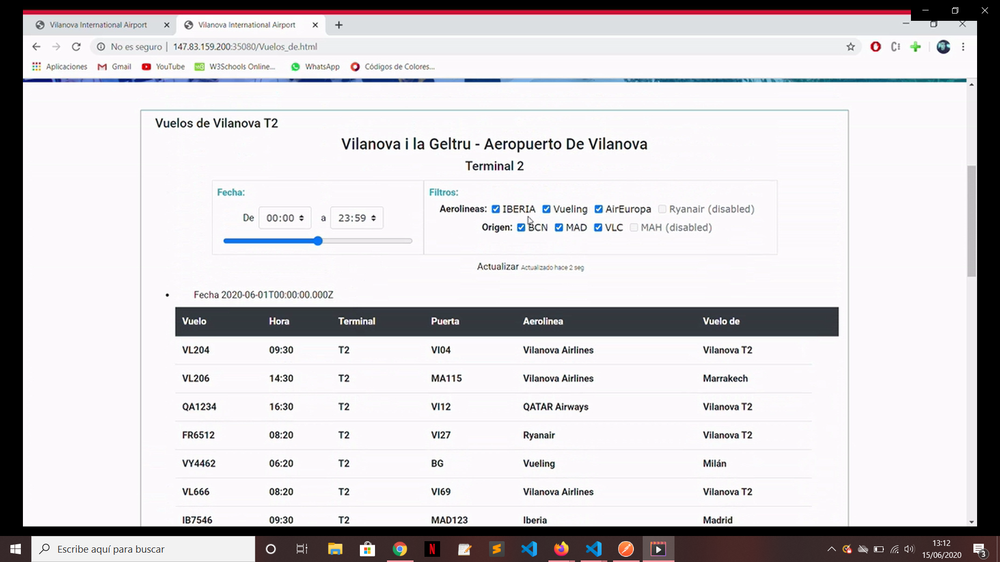 Vilanova International Airport
Vilanova International Airport
No es seguro | 147.83.159.200:35080/Vuelos_de.html
Aplicaciones Gmail YouTube W3Schools Online... WhatsApp Códigos de Colores...
Vuelos de Vilanova T2
Vilanova i la Geltru - Aeropuerto De Vilanova
Terminal 2
Fecha:
De 00:00 a 23:59
Filtros:
Aerolineas: IBERIA Vueling AirEuropa Ryanair (disabled)
Origen: BCN MAD VLC MAH (disabled)
Actualizar Actualizado hace 2 seg
Fecha 2020-06-01T00:00:00.000Z
Vuelo Hora Terminal Puerta Aerolinea Vuelo de
VL204 09:30 T2 VI04 Vilanova Airlines Vilanova T2
VL206 14:30 T2 MA115 Vilanova Airlines Marrakech
QA1234 16:30 T2 VI12 QATAR Airways Vilanova T2
FR6512 08:20 T2 VI27 Ryanair Vilanova T2
VY4462 06:20 T2 BG Vueling Milán
VL666 08:20 T2 VI69 Vilanova Airlines Vilanova T2
IB7546 09:30 T2 MAD123 Iberia Madrid
Escribe aquí para buscar
13:12
15/06/2020
3